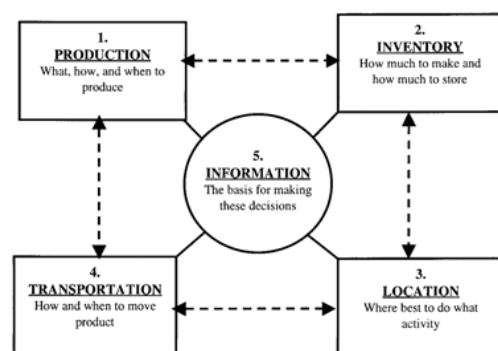 1.
PRODUCTION
What, how, and when to
produce
2.
INVENTORY
How much to make and
how much to store
5.
INFORMATION
The basis for making
these decisions
4.
TRANSPORTATION
How and when to move
product
3.
LOCATION
Where best to do what
activity